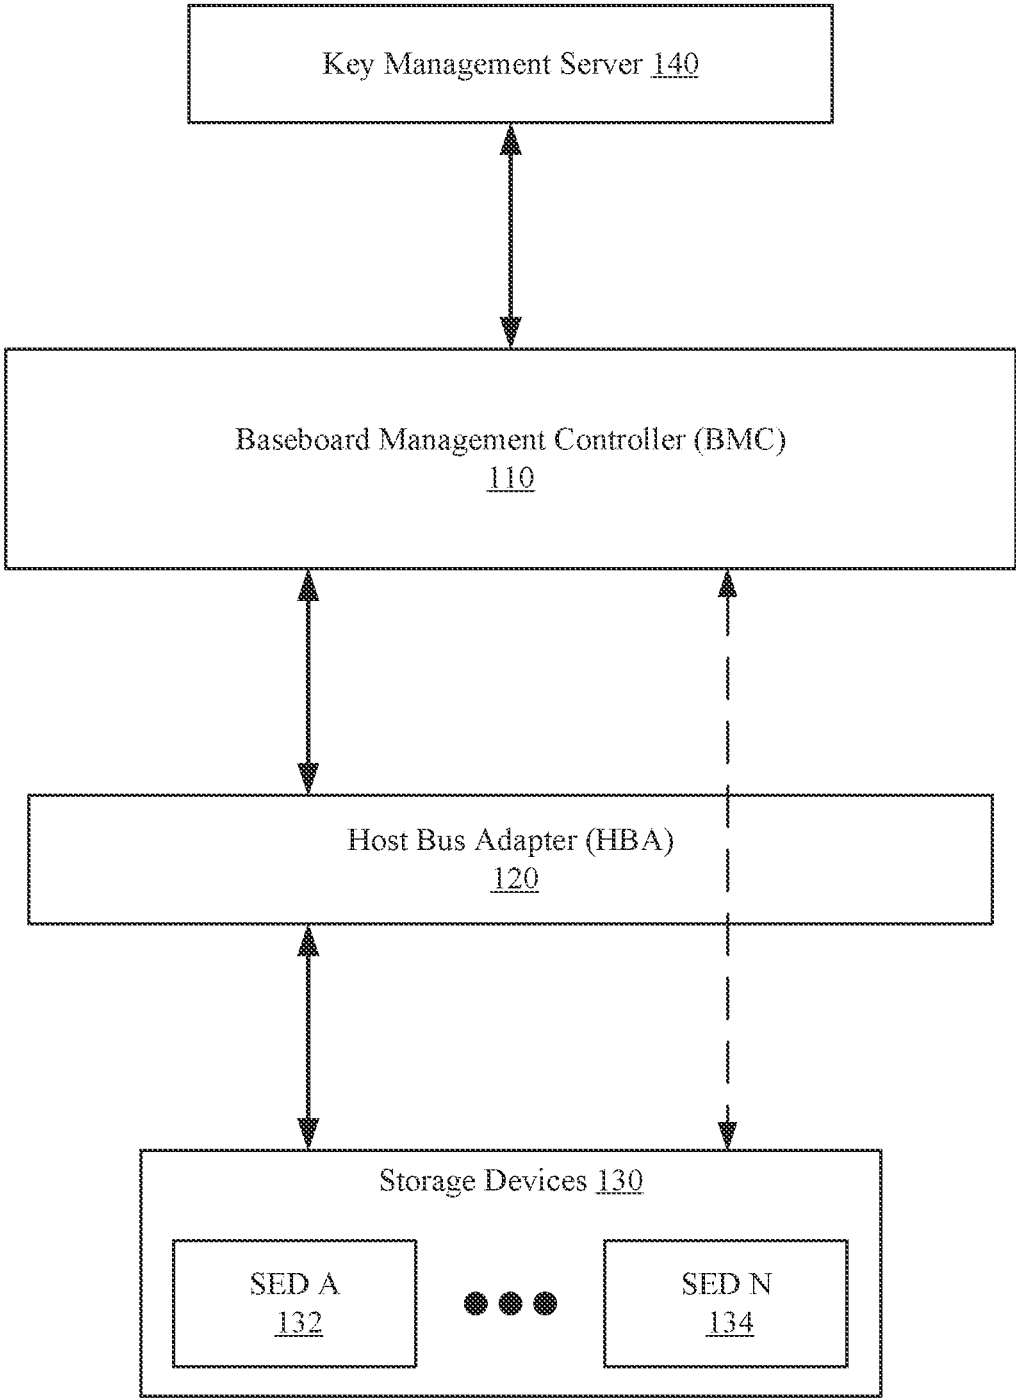 Key Management Server 140
Baseboard Management Controller (BMC)
110
Host Bus Adapter (HBA)
120
Storage Devices 130
SED A
132
SED N
134